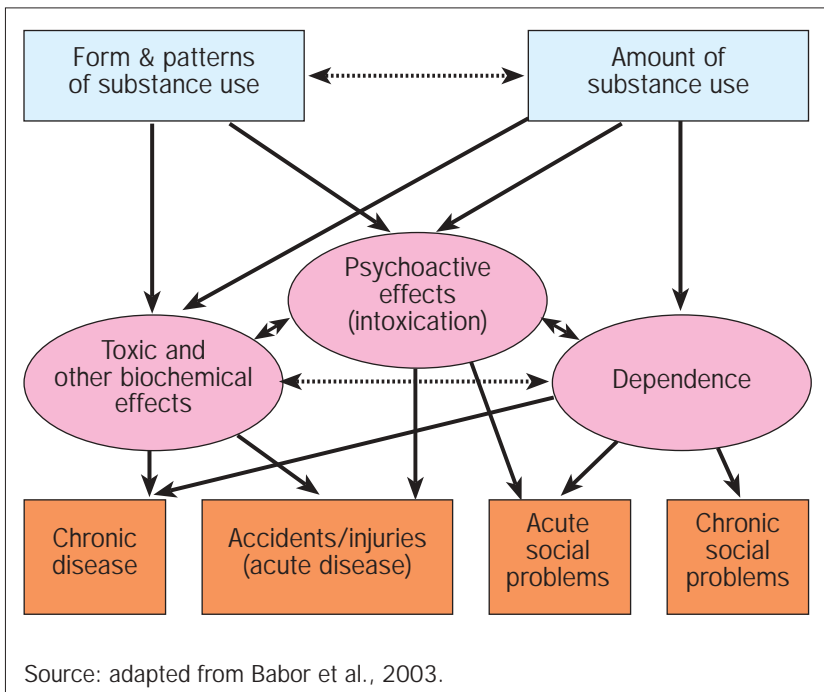 Form & patterns
of substance use
Amount of
substance use
Psychoactive
effects
(intoxication)
Toxic and
other biochemical
effects
Dependence
Chronic
disease
Accidents/injuries
(acute disease)
Acute
social
problems
Chronic
social
problems
Source: adapted from Babor et al., 2003.